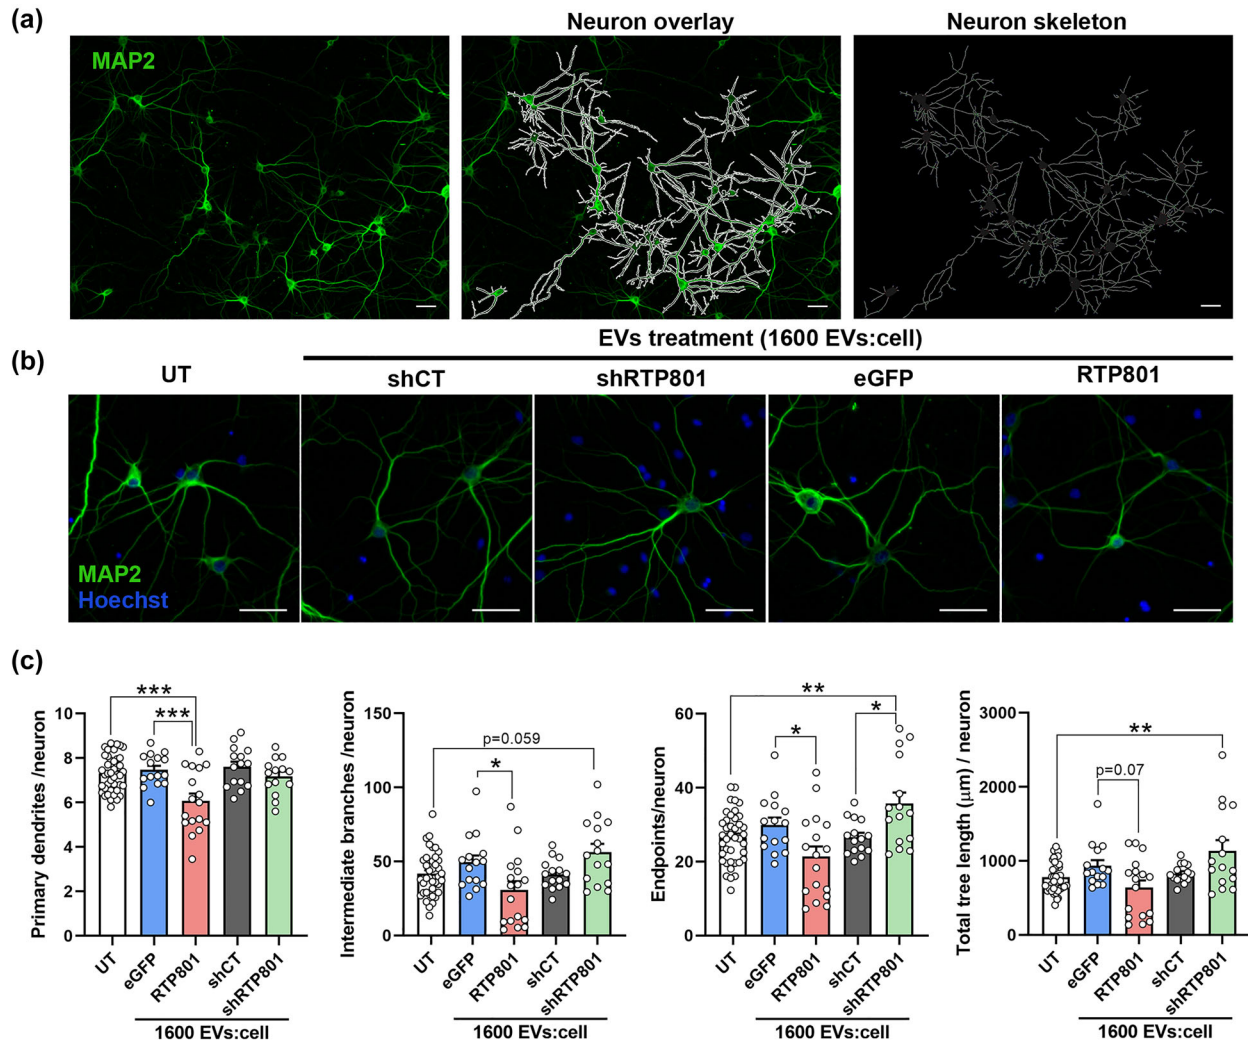 (a)
Neuron overlay
Neuron skeleton
MAP2
EVs treatment (1600 EVs:cell)
(b)
UT
shCT
shRTP801
eGFP
RTP801
MAP2
Hoechst
(c)
Primary dendrites /neuron
10
8
6
4
2
0
***
***
UT
eGFP
RTP801
shCT
shRTP801
1600 EVs:cell
Intermediate branches /neuron
150
100
50
0
p=0.059
*
UT
eGFP
RTP801
shCT
shRTP801
1600 EVs:cell
Endpoints/neuron
60
40
20
0
**
*
*
UT
eGFP
RTP801
shCT
shRTP801
1600 EVs:cell
Total tree length (μm) / neuron
3000
2000
1000
0
**
p=0.07
UT
eGFP
RTP801
shCT
shRTP801
1600 EVs:cell